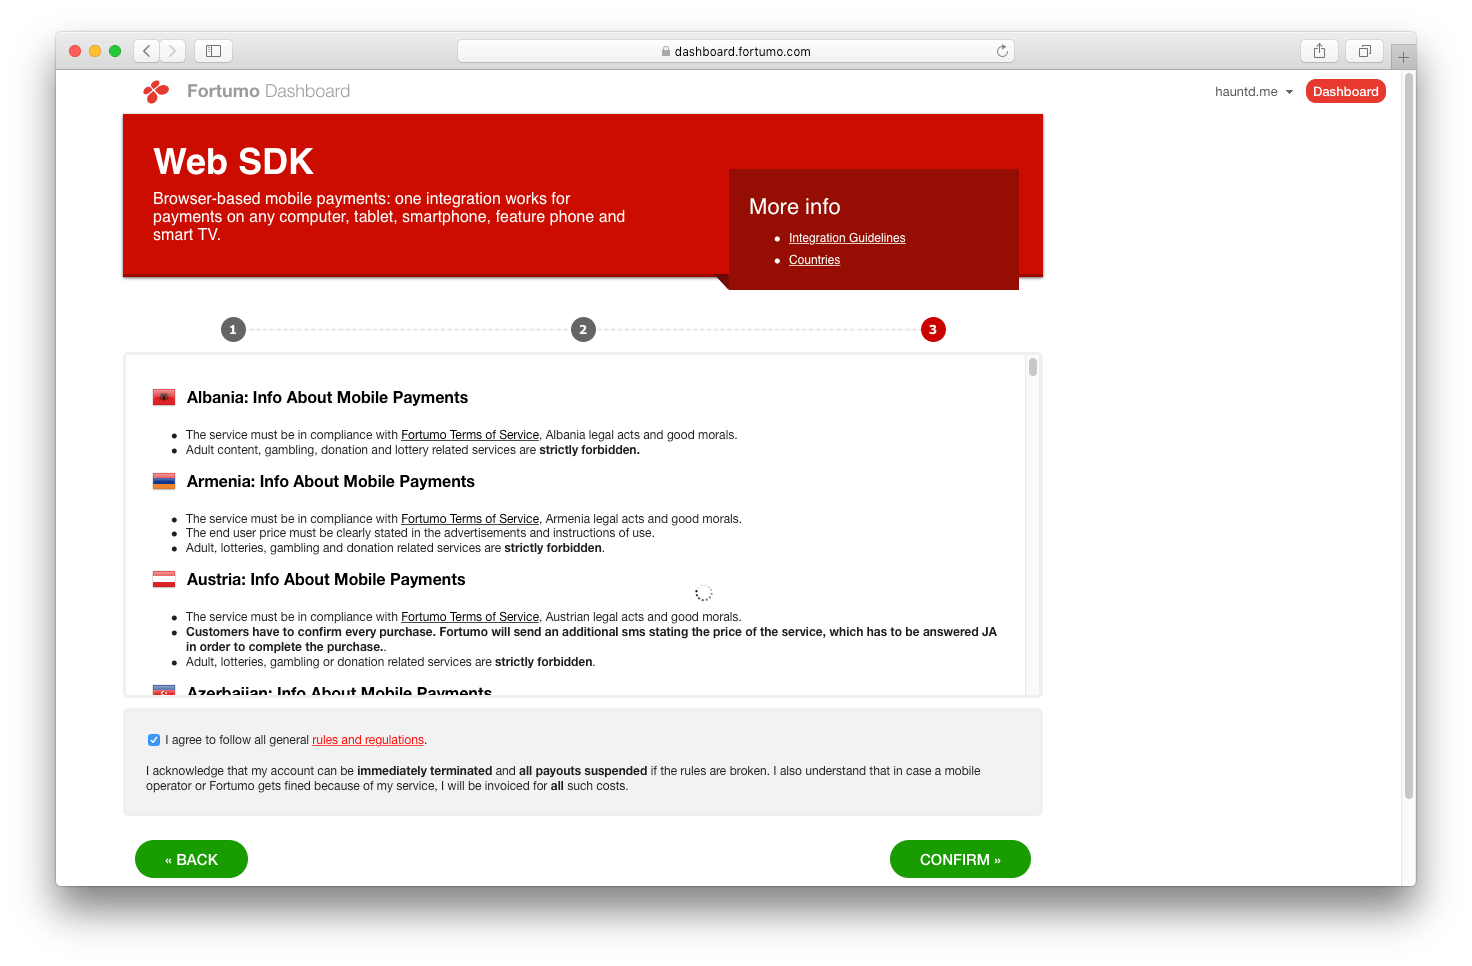 dashboard.fortumo.com
Fortumo Dashboard
hauntd.me
Dashboard
Web SDK
Browser-based mobile payments: one integration works for
payments on any computer, tablet, smartphone, feature phone and
smart TV.
More info
Integration Guidelines
Countries
1
2
3
Albania: Info About Mobile Payments
The service must be in compliance with Fortumo Terms of Service, Albania legal acts and good morals.
Adult content, gambling, donation and lottery related services are strictly forbidden.
Armenia: Info About Mobile Payments
The service must be in compliance with Fortumo Terms of Service, Armenia legal acts and good morals.
The end user price must be clearly stated in the advertisements and instructions of use.
Adult, lotteries, gambling and donation related services are strictly forbidden.
Austria: Info About Mobile Payments
The service must be in compliance with Fortumo Terms of Service, Austrian legal acts and good morals.
Customers have to confirm every purchase. Fortumo will send an additional sms stating the price of the service, which has to be answered JA
in order to complete the purchase..
Adult, lotteries, gambling or donation related services are strictly forbidden.
Azerbaijan: Info About Mobile Payments
I agree to follow all general rules and regulations.
I acknowledge that my account can be immediately terminated and all payouts suspended if the rules are broken. I also understand that in case a mobile
operator or Fortumo gets fined because of my service, I will be invoiced for all such costs.
« BACK
CONFIRM »